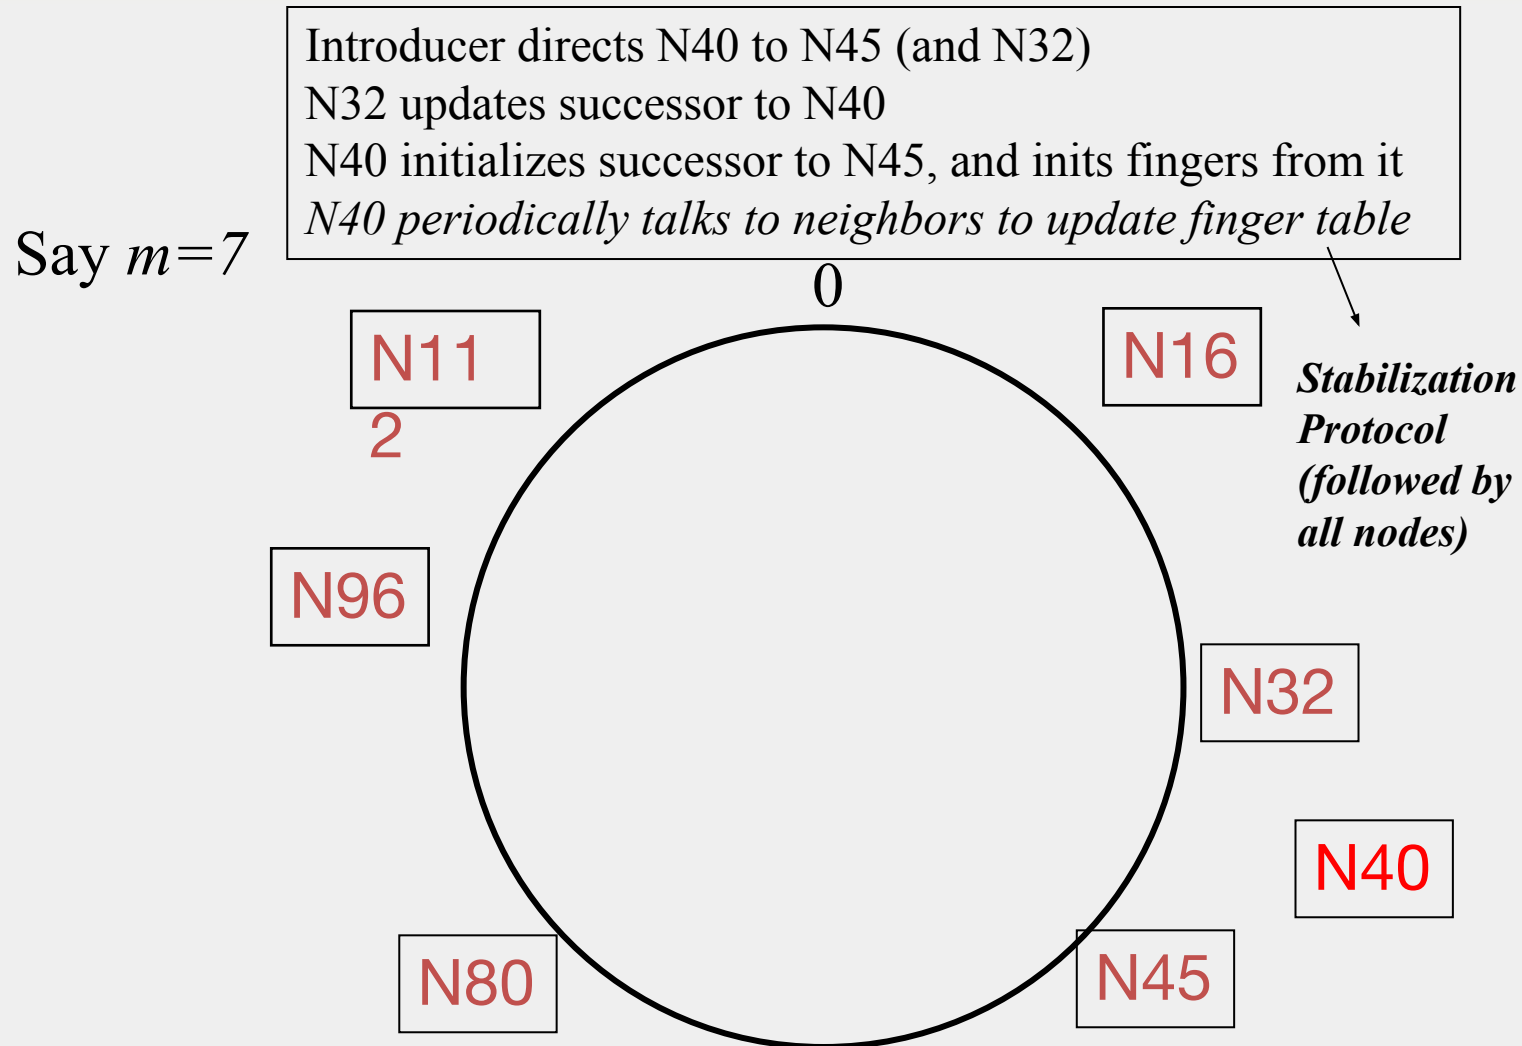 Introducer directs N40 to N45 (and N32)
N32 updates successor to N40
N40 initializes successor to N45, and inits fingers from it
N40 periodically talks to neighbors to update finger table
Say m=7
0
N11
2
N16
Stabilization
Protocol
(followed by
all nodes)
N96
N32
N40
N80
N45